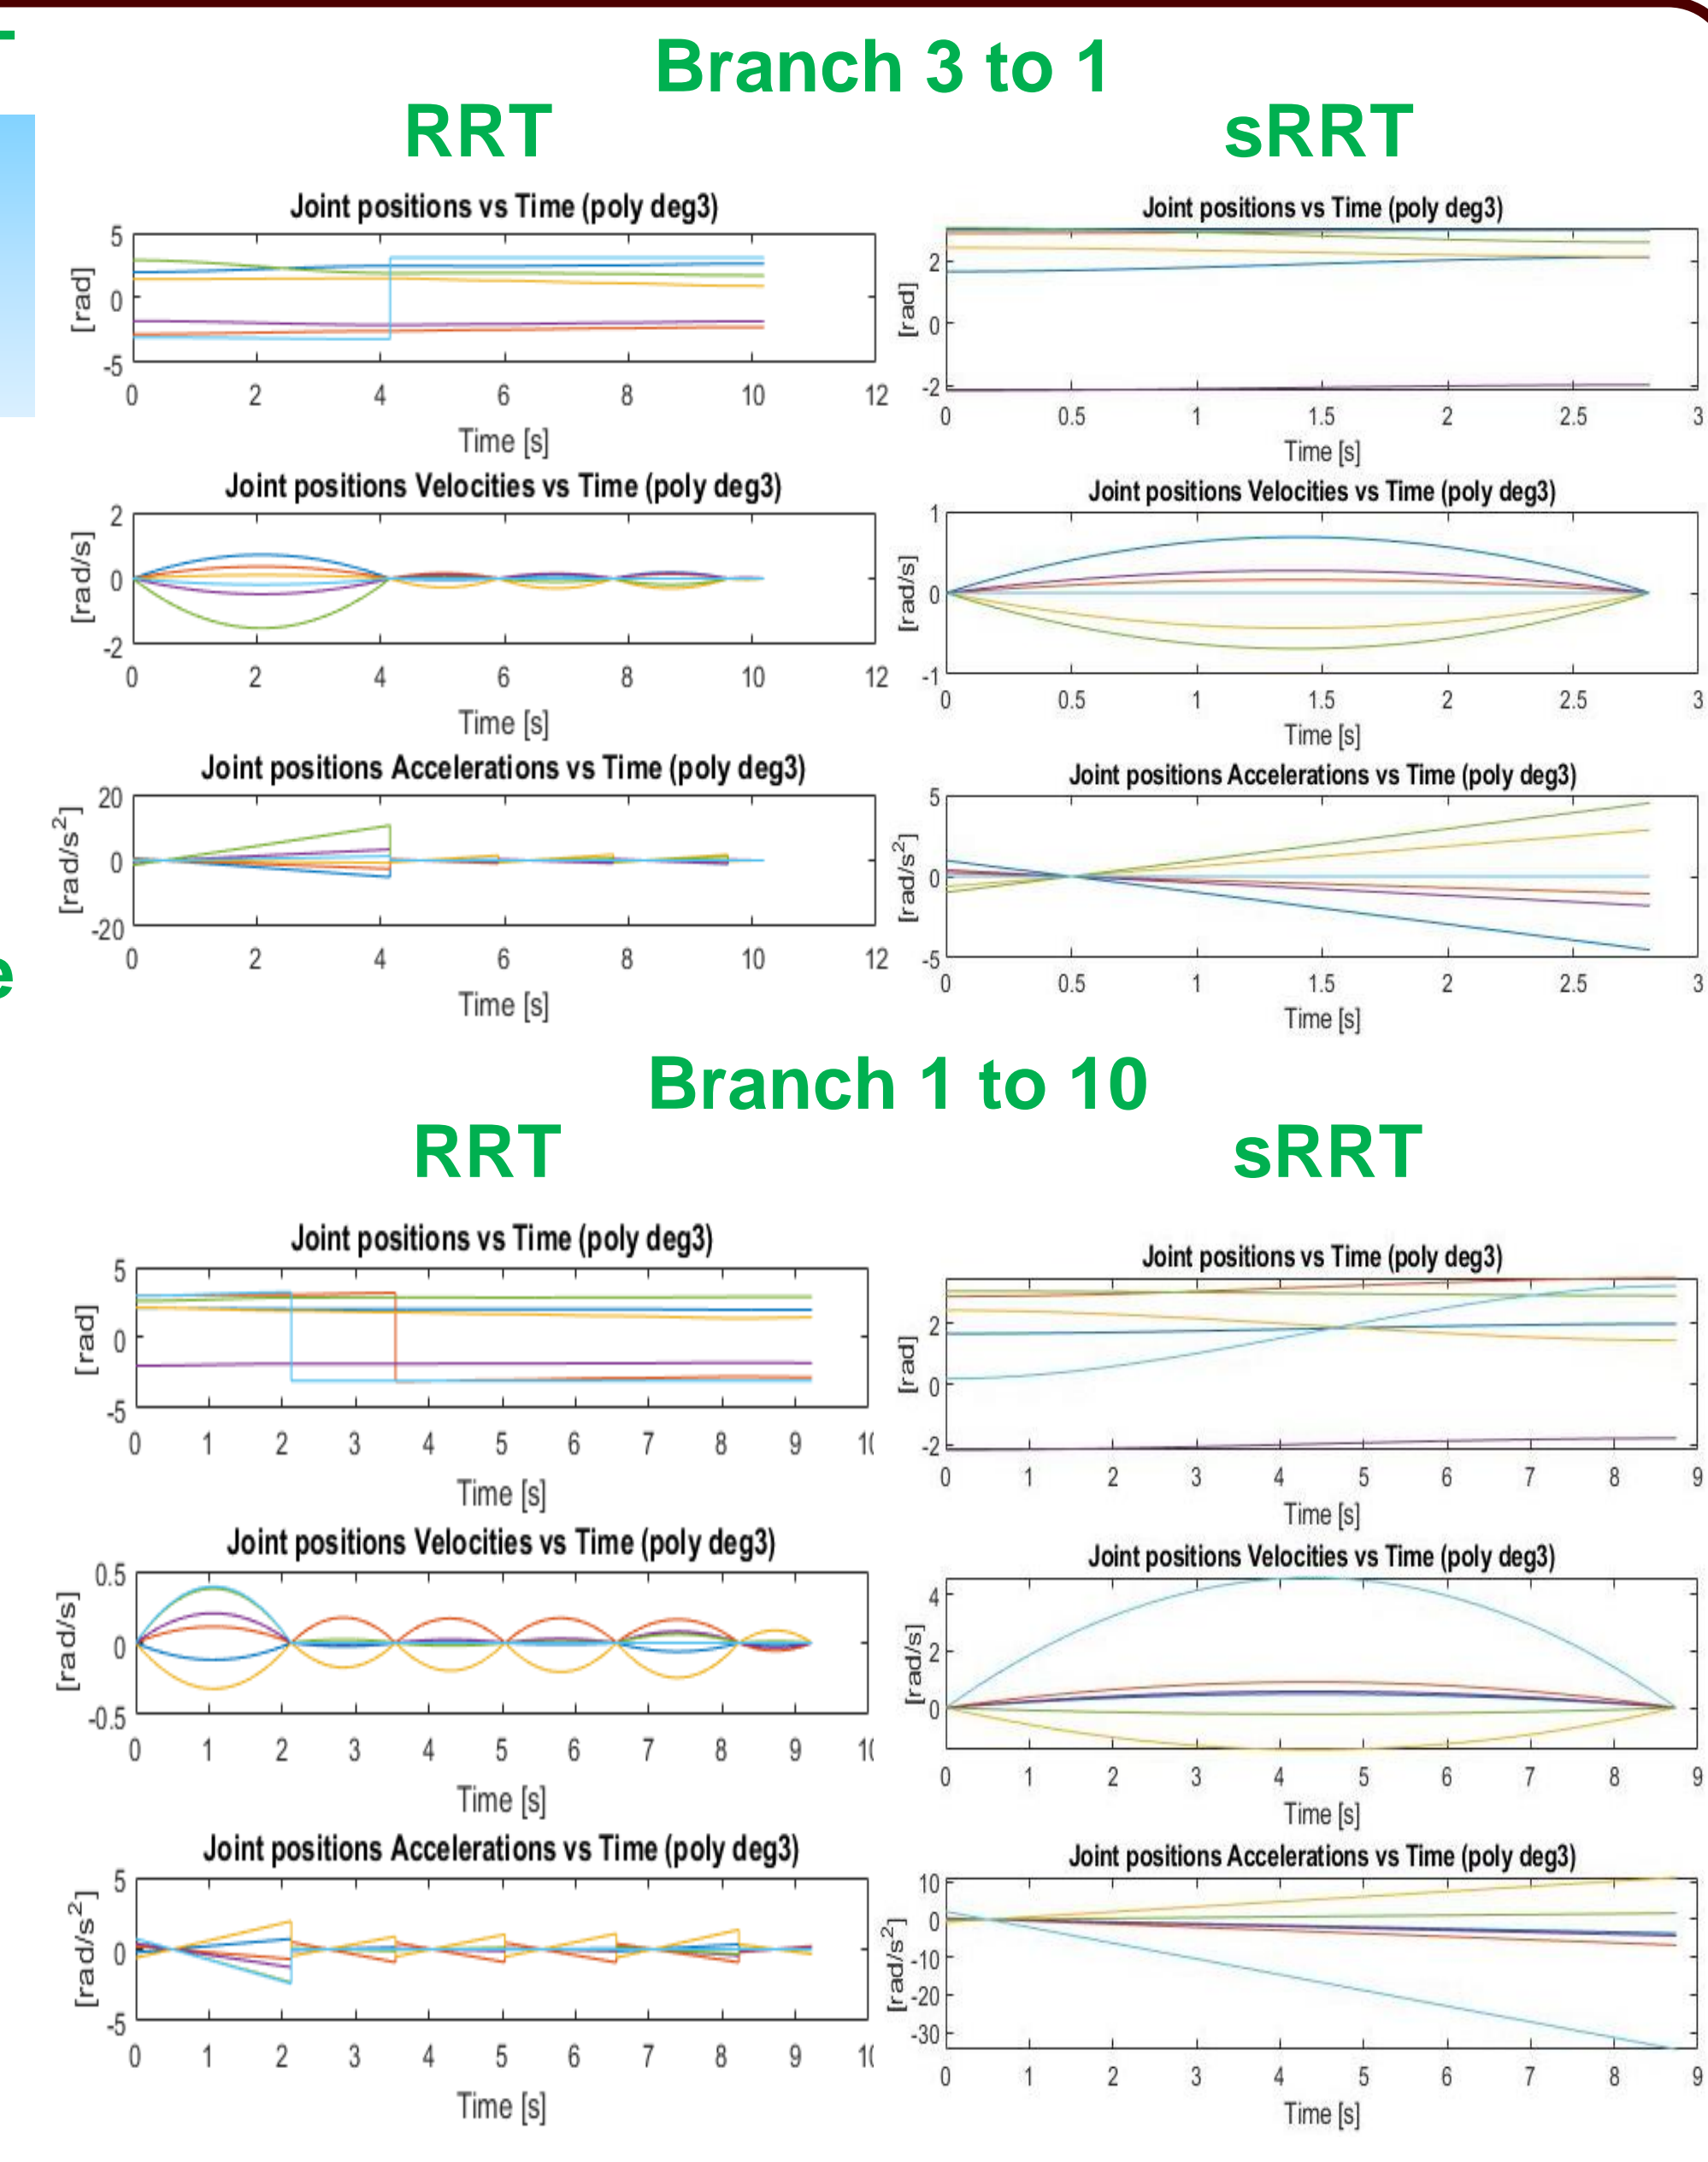 Branch 3 to 1
RRT
sRRT
Joint positions vs Time (poly deg3)
5
0
-5
[rad]
0 2 4 6 8 10 12
Time [s]
Joint positions Velocities vs Time (poly deg3)
2
0
-2
[rad/s]
0 2 4 6 8 10 12
Time [s]
Joint positions Accelerations vs Time (poly deg3)
20
0
-20
[rad/s²]
0 2 4 6 8 10 12
Time [s]
Joint positions vs Time (poly deg3)
2
0
-2
[rad]
0 0.5 1 1.5 2 2.5 3
Time [s]
Joint positions Velocities vs Time (poly deg3)
1
0
-1
[rad/s]
0 0.5 1 1.5 2 2.5 3
Time [s]
Joint positions Accelerations vs Time (poly deg3)
5
0
-5
[rad/s²]
0 0.5 1 1.5 2 2.5 3
Time [s]
e
Branch 1 to 10
RRT
sRRT
Joint positions vs Time (poly deg3)
5
0
-5
[rad]
0 1 2 3 4 5 6 7 8 9 10
Time [s]
Joint positions Velocities vs Time (poly deg3)
0.5
0
-0.5
[rad/s]
0 1 2 3 4 5 6 7 8 9 10
Time [s]
Joint positions Accelerations vs Time (poly deg3)
5
0
-5
[rad/s²]
0 1 2 3 4 5 6 7 8 9 10
Time [s]
Joint positions vs Time (poly deg3)
2
0
-2
[rad]
0 1 2 3 4 5 6 7 8 9
Time [s]
Joint positions Velocities vs Time (poly deg3)
4
2
0
[rad/s]
0 1 2 3 4 5 6 7 8 9
Time [s]
Joint positions Accelerations vs Time (poly deg3)
10
0
-10
-20
-30
[rad/s²]
0 1 2 3 4 5 6 7 8 9
Time [s]